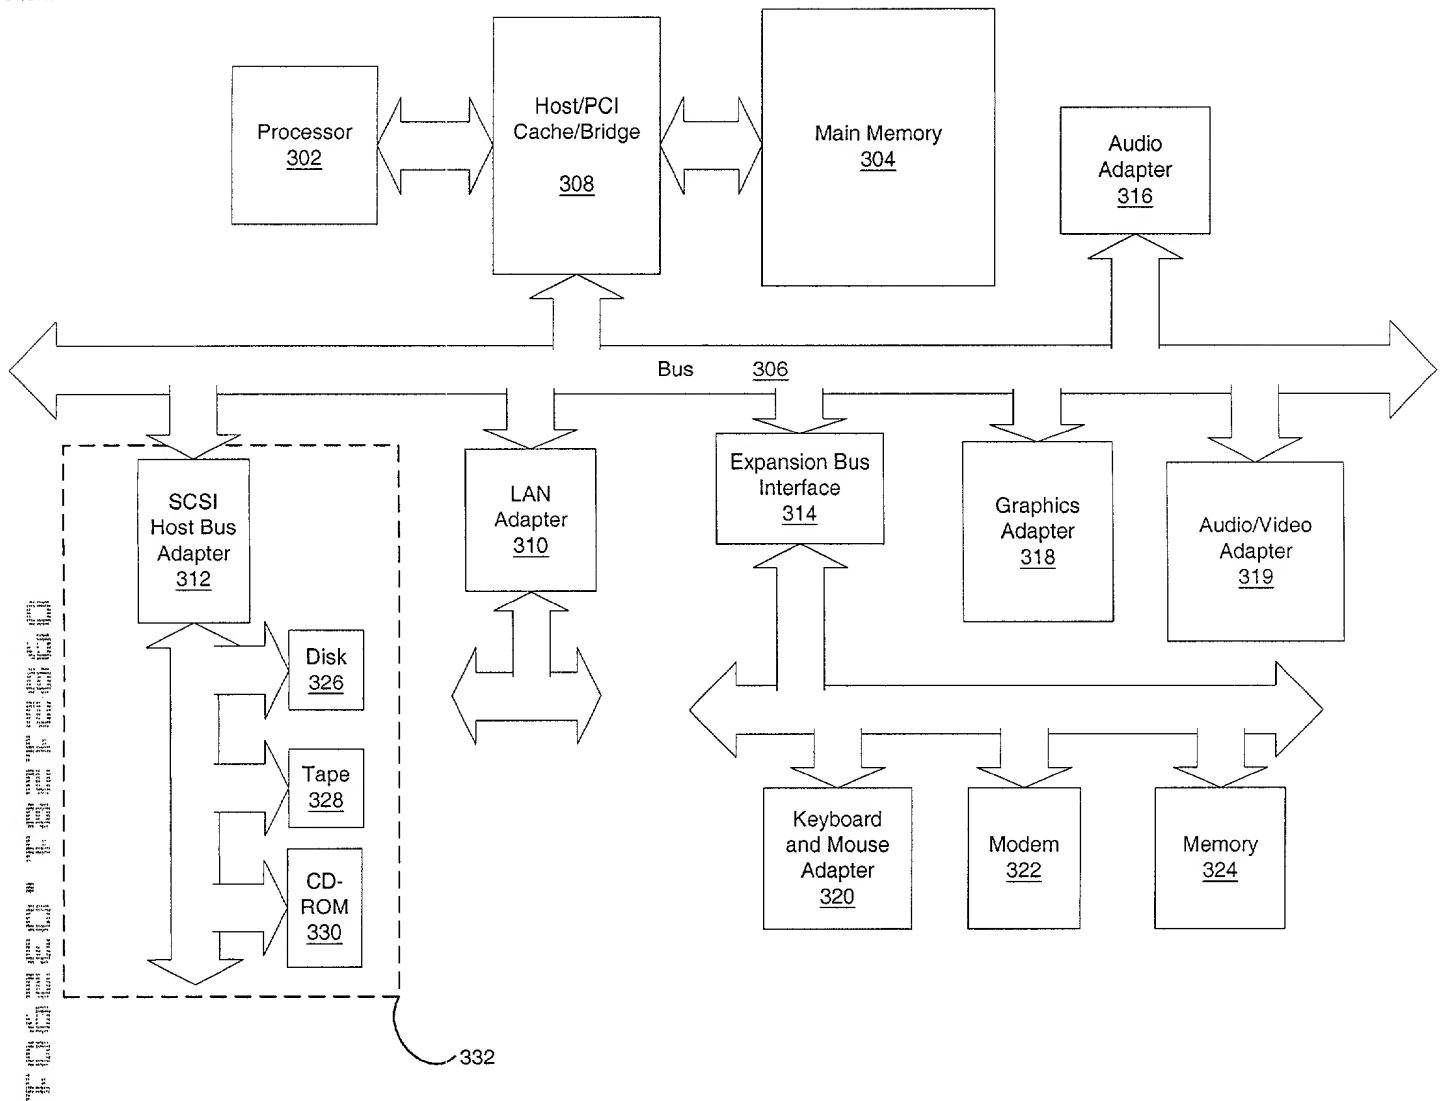 Processor
302
Host/PCI
Cache/Bridge
308
Main Memory
304
Audio
Adapter
316
Bus 306
SCSI
Host Bus
Adapter
312
LAN
Adapter
310
Expansion Bus
Interface
314
Graphics
Adapter
318
Audio/Video
Adapter
319
Disk
326
Tape
328
CD-
ROM
330
Keyboard
and Mouse
Adapter
320
Modem
322
Memory
324
332